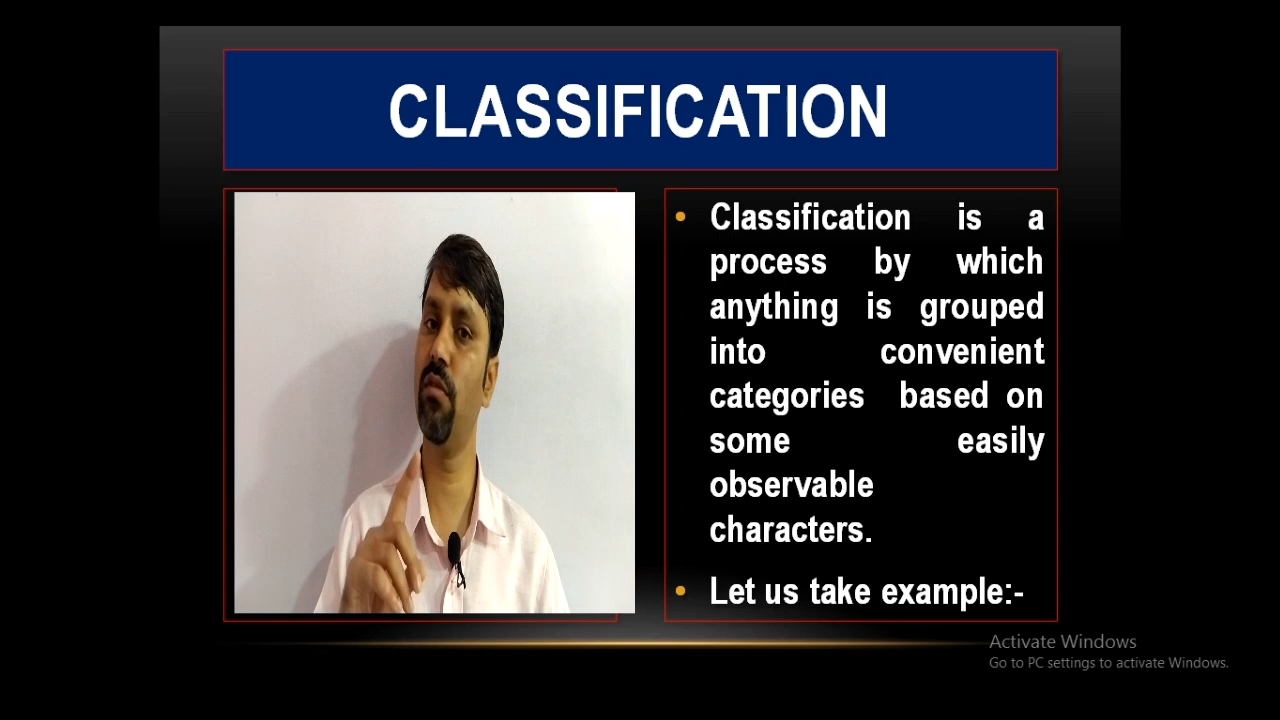 CLASSIFICATION
Classification is a
process by which
anything is grouped
into convenient
categories based on
some easily
observable
characters.
Let us take example:-
Activate Windows
Go to PC settings to activate Windows.